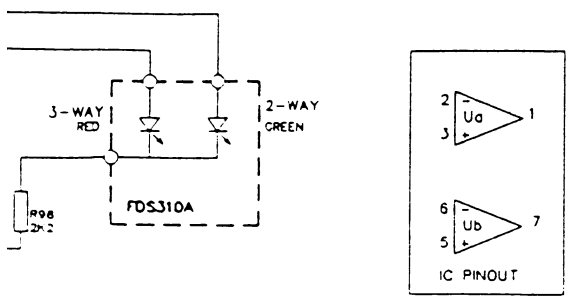 3-WAY
RED
2-WAY
GREEN
FDS310A
R98
2K2
2 -
Ua
3 +
1
6 -
Ub
5 +
7
IC PINOUT